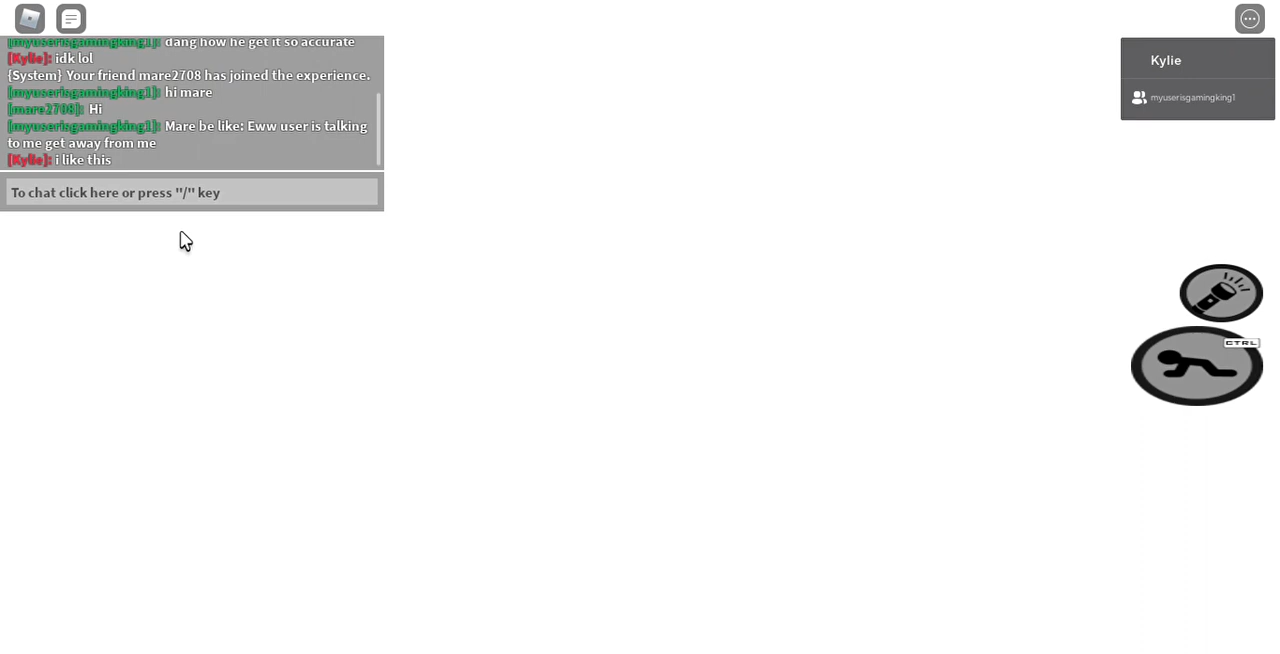 [myuserisgamingking1]: dang how he get it so accurate
[Kylie]: idk lol
{System} Your friend mare2708 has joined the experience.
[myuserisgamingking1]: hi mare
[mare2708]: Hi
[myuserisgamingking1]: Mare be like: Eww user is talking
to me get away from me
[Kylie]: i like this
To chat click here or press "/" key
Kylie
myuserisgamingking1
CTRL